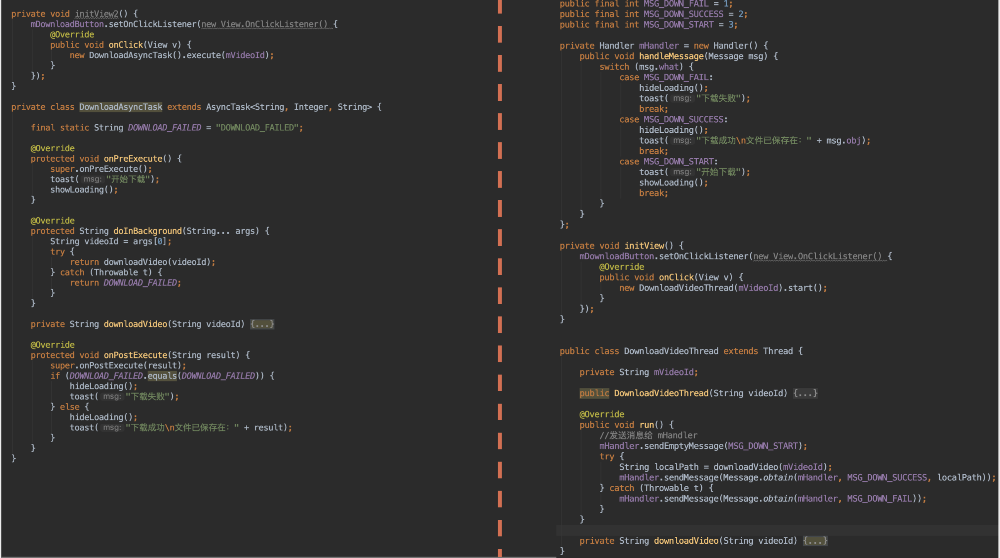 private void initView2() {
mDownloadButton.setOnClickListener(new View.OnClickListener() {
@Override
public void onClick(View v) {
new DownloadAsyncTask().execute(mVideoId);
}
});
}
private class DownloadAsyncTask extends AsyncTask<String, Integer, String> {
final static String DOWNLOAD_FAILED = "DOWNLOAD_FAILED";
@Override
protected void onPreExecute() {
super.onPreExecute();
toast( msg: "开始下载");
showLoading();
}
@Override
protected String doInBackground(String... args) {
String videoId = args[0];
try {
return downloadVideo(videoId);
} catch (Throwable t) {
return DOWNLOAD_FAILED;
}
}
private String downloadVideo(String videoId) {...}
@Override
protected void onPostExecute(String result) {
super.onPostExecute(result);
if (DOWNLOAD_FAILED.equals(DOWNLOAD_FAILED)) {
hideLoading();
toast( msg: "下载失败");
} else {
hideLoading();
toast( msg: "下载成功\n文件已保存在：" + result);
}
}
}
public final int MSG_DOWN_FAIL = 1;
public final int MSG_DOWN_SUCCESS = 2;
public final int MSG_DOWN_START = 3;
private Handler mHandler = new Handler() {
public void handleMessage(Message msg) {
switch (msg.what) {
case MSG_DOWN_FAIL:
hideLoading();
toast( msg: "下载失败");
break;
case MSG_DOWN_SUCCESS:
hideLoading();
toast( msg: "下载成功\n文件已保存在：" + msg.obj);
break;
case MSG_DOWN_START:
toast( msg: "开始下载");
showLoading();
break;
}
}
};
private void initView() {
mDownloadButton.setOnClickListener(new View.OnClickListener() {
@Override
public void onClick(View v) {
new DownloadVideoThread(mVideoId).start();
}
});
}
public class DownloadVideoThread extends Thread {
private String mVideoId;
public DownloadVideoThread(String videoId) {...}
@Override
public void run() {
//发送消息给 mHandler
mHandler.sendEmptyMessage(MSG_DOWN_START);
try {
String localPath = downloadVideo(mVideoId);
mHandler.sendMessage(Message.obtain(mHandler, MSG_DOWN_SUCCESS, localPath));
} catch (Throwable t) {
mHandler.sendMessage(Message.obtain(mHandler, MSG_DOWN_FAIL));
}
}
private String downloadVideo(String videoId) {...}
}